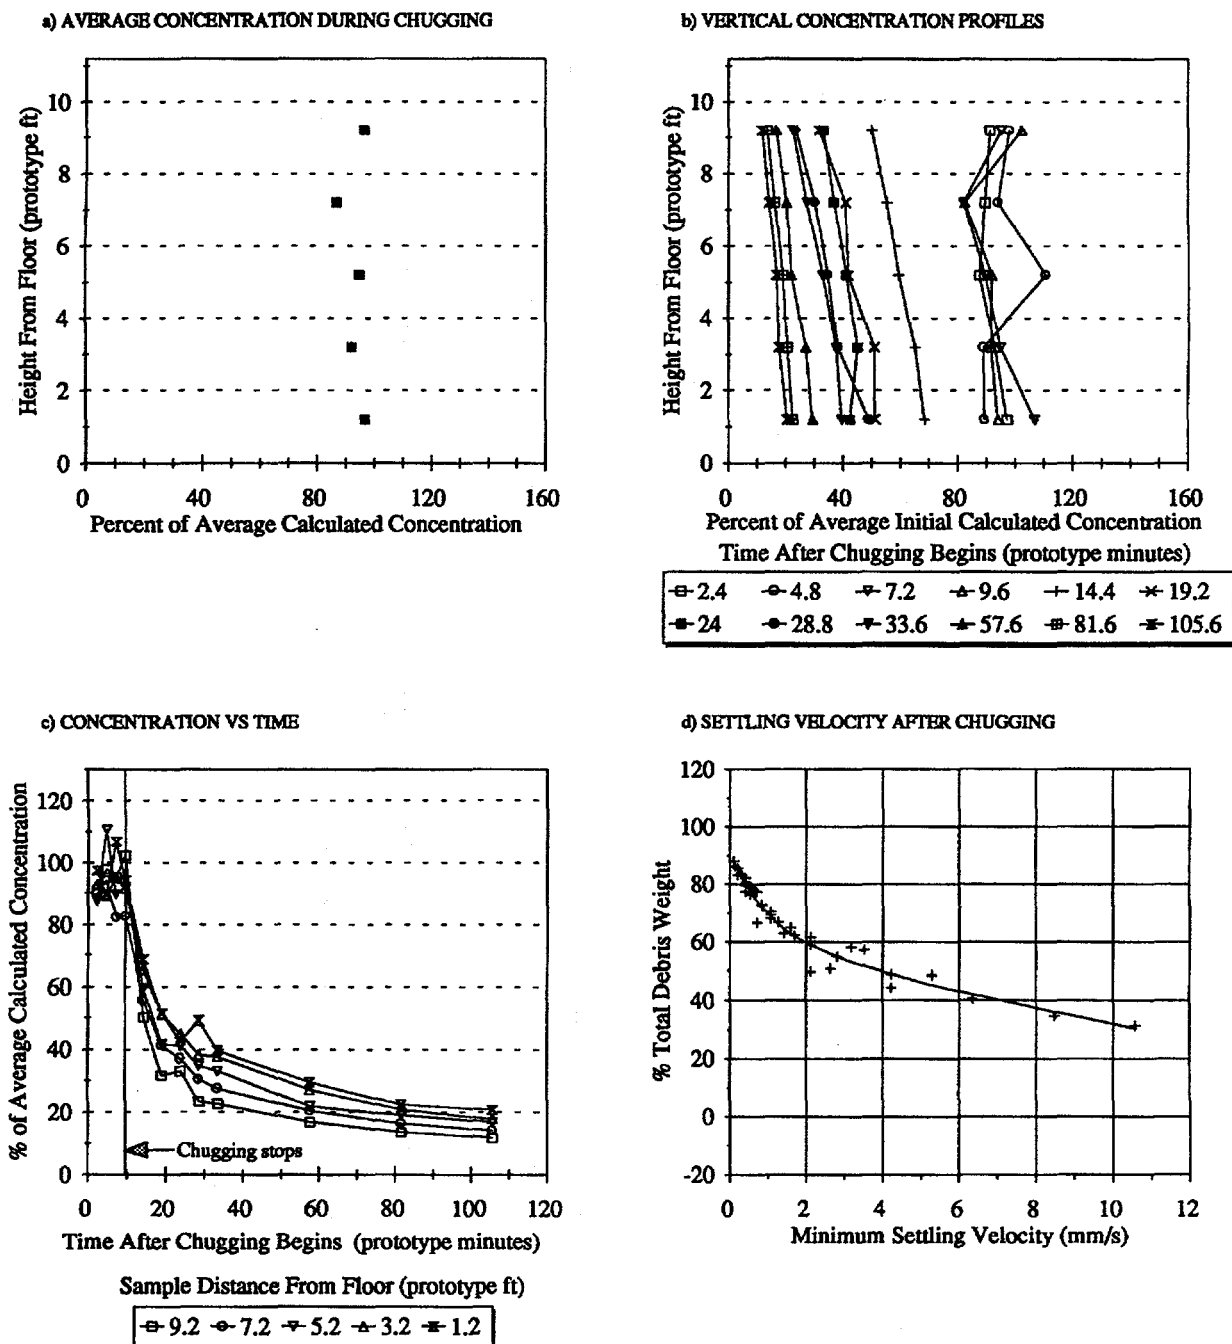 a) AVERAGE CONCENTRATION DURING CHUGGING
Height From Floor (prototype ft)
10
8
6
4
2
0
0 40 80 120 160
Percent of Average Calculated Concentration
b) VERTICAL CONCENTRATION PROFILES
Height From Floor (prototype ft)
10
8
6
4
2
0
0 40 80 120 160
Percent of Average Initial Calculated Concentration
Time After Chugging Begins (prototype minutes)
2.4 4.8 7.2 9.6 14.4 19.2
24 28.8 33.6 57.6 81.6 105.6
c) CONCENTRATION VS TIME
% of Average Calculated Concentration
120
100
80
60
40
20
0
Chugging stops
0 20 40 60 80 100 120
Time After Chugging Begins (prototype minutes)
Sample Distance From Floor (prototype ft)
9.2 7.2 5.2 3.2 1.2
d) SETTLING VELOCITY AFTER CHUGGING
% Total Debris Weight
120
100
80
60
40
20
0
-20
0 2 4 6 8 10 12
Minimum Settling Velocity (mm/s)